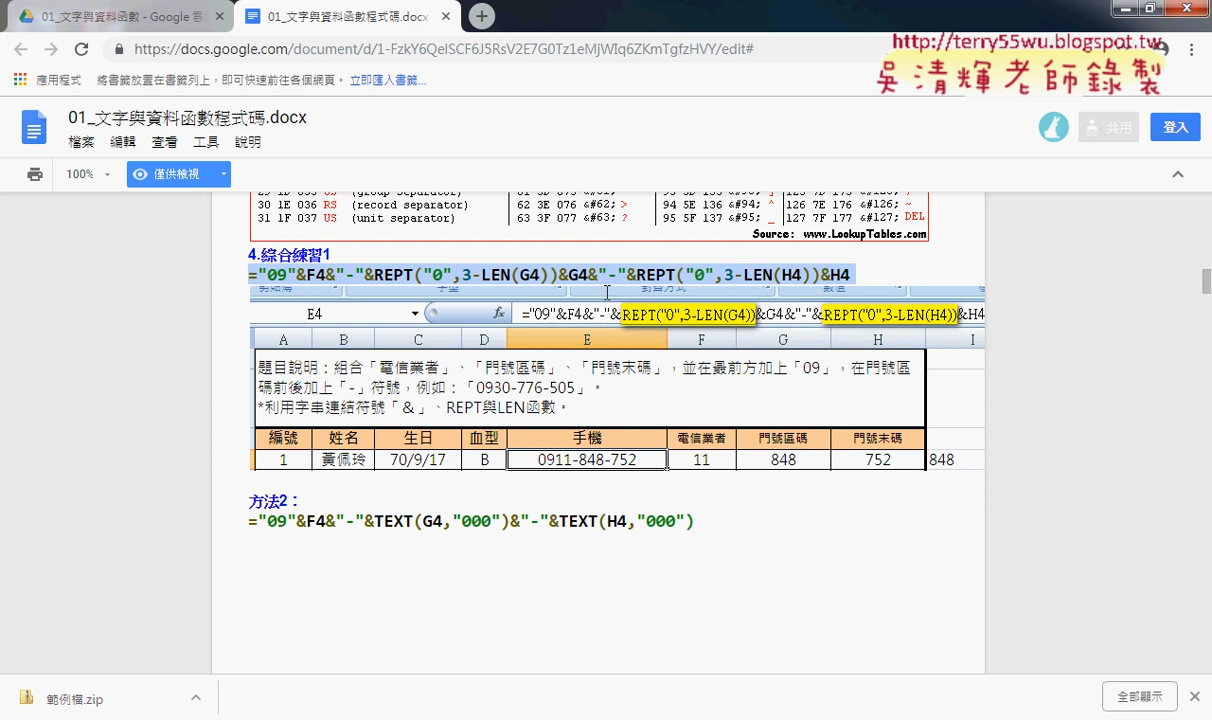 01_文字與資料函數 - Google 雲
01_文字與資料函數程式碼.docx
https://docs.google.com/document/d/1-FzkY6QeISCF6J5RsV2E7G0Tz1eMjWIq6ZKmTgfzHVY/edit#
http://terry55wu.blogspot.tw
吳清輝老師錄製
應用程式 將書籤放置在書籤列上，即可快速前往各個網頁。 立即匯入書籤...
01_文字與資料函數程式碼.docx
檔案 編輯 查看 工具 說明
共用 登入
100% 僅供檢視
30 1E 036 RS (record separator) 62 3E 076 &#62; > 94 5E 136 &#94; ^ 126 7E 176 &#126; ~
31 1F 037 US (unit separator) 63 3F 077 &#63; ? 95 5F 137 &#95; _ 127 7F 177 &#127; DEL
Source: www.LookupTables.com
4.綜合練習1
="09"&F4&"-"&REPT("0",3-LEN(G4))&G4&"-"&REPT("0",3-LEN(H4))&H4
E4 fx ="09"&F4&"-"&REPT("0",3-LEN(G4))&G4&"-"&REPT("0",3-LEN(H4))&H4
A B C D E F G H I
題目說明：組合「電信業者」、「門號區碼」、「門號末碼」，並在最前方加上「09」，在門號區
碼前後加上「-」符號，例如：「0930-776-505」。
*利用字串連結符號「&」、REPT與LEN函數。
編號 姓名 生日 血型 手機 電信業者 門號區碼 門號末碼
1 黃佩玲 70/9/17 B 0911-848-752 11 848 752 848
方法2：
="09"&F4&"-"&TEXT(G4,"000")&"-"&TEXT(H4,"000")
範例檔.zip
全部顯示